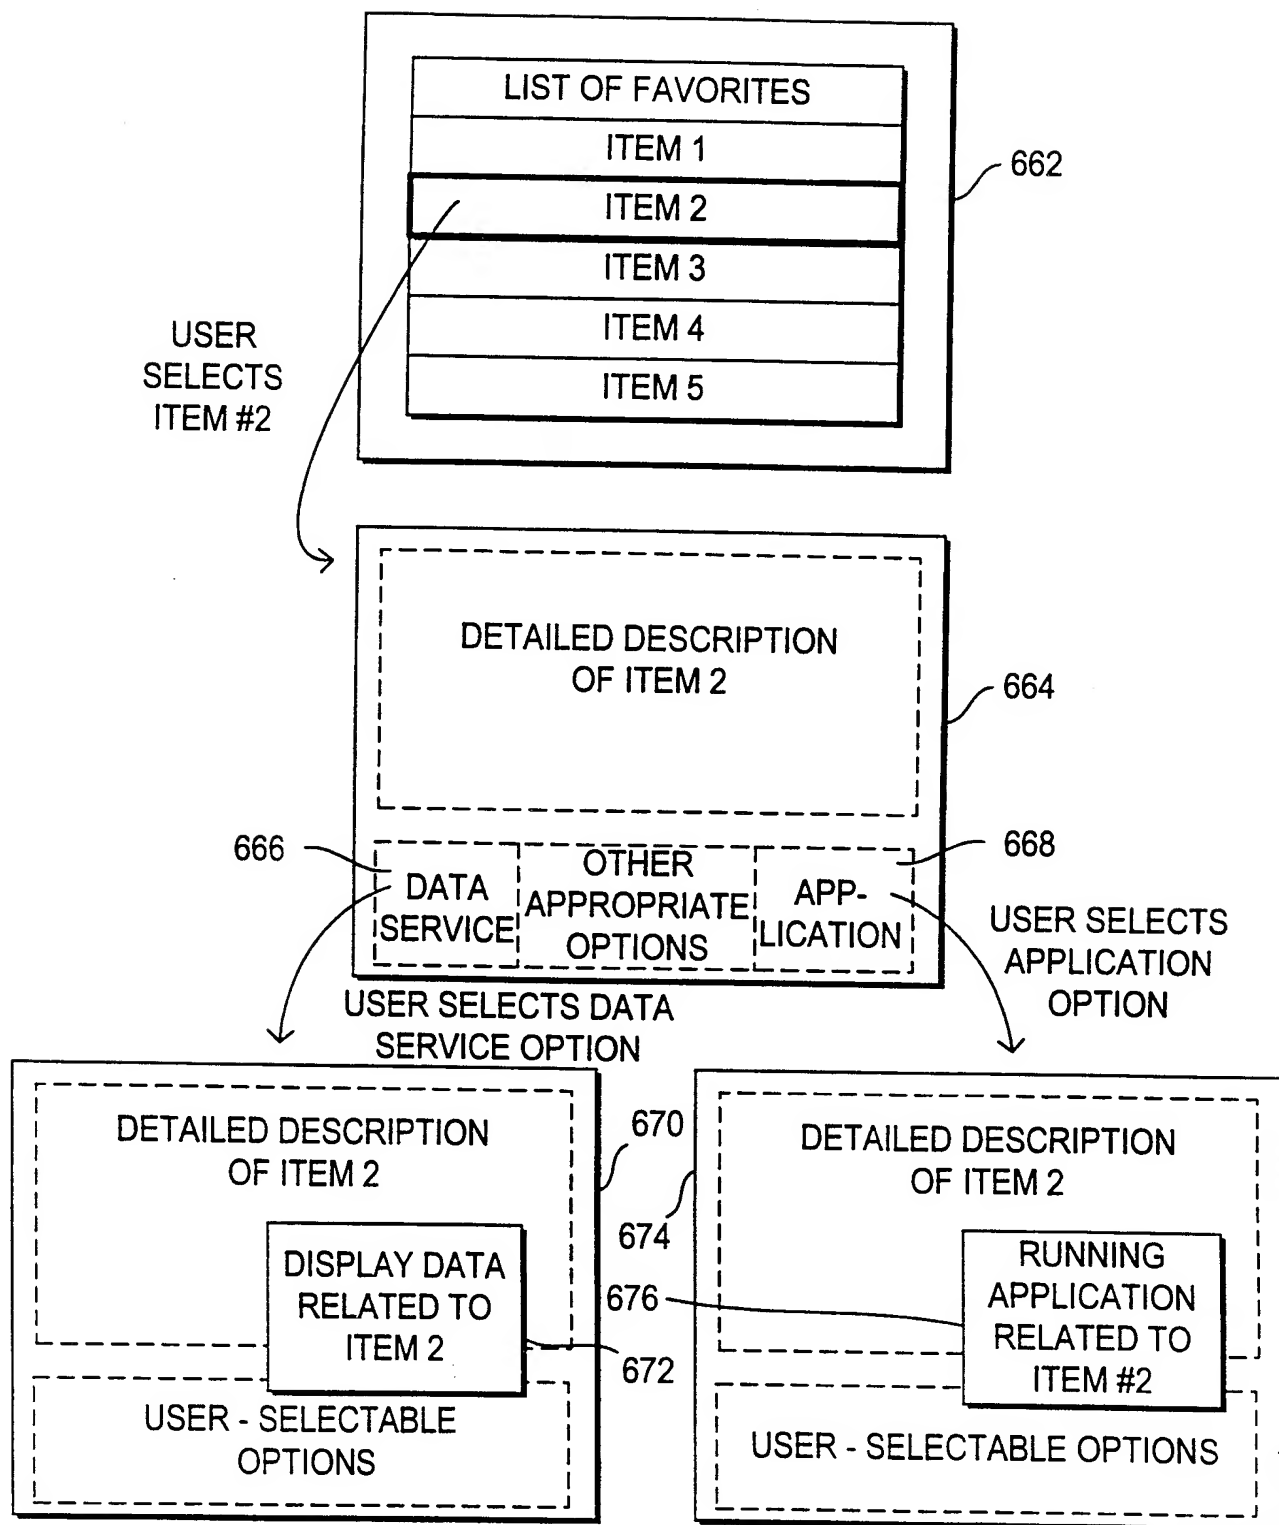 LIST OF FAVORITES
ITEM 1
ITEM 2
ITEM 3
ITEM 4
ITEM 5
662
USER
SELECTS
ITEM #2
DETAILED DESCRIPTION
OF ITEM 2
664
666
DATA
SERVICE
OTHER
APPROPRIATE
OPTIONS
APP-
LICATION
668
USER SELECTS
APPLICATION
OPTION
USER SELECTS DATA
SERVICE OPTION
DETAILED DESCRIPTION
OF ITEM 2
670
DISPLAY DATA
RELATED TO
ITEM 2
672
USER - SELECTABLE
OPTIONS
674
DETAILED DESCRIPTION
OF ITEM 2
676
RUNNING
APPLICATION
RELATED TO
ITEM #2
USER - SELECTABLE OPTIONS